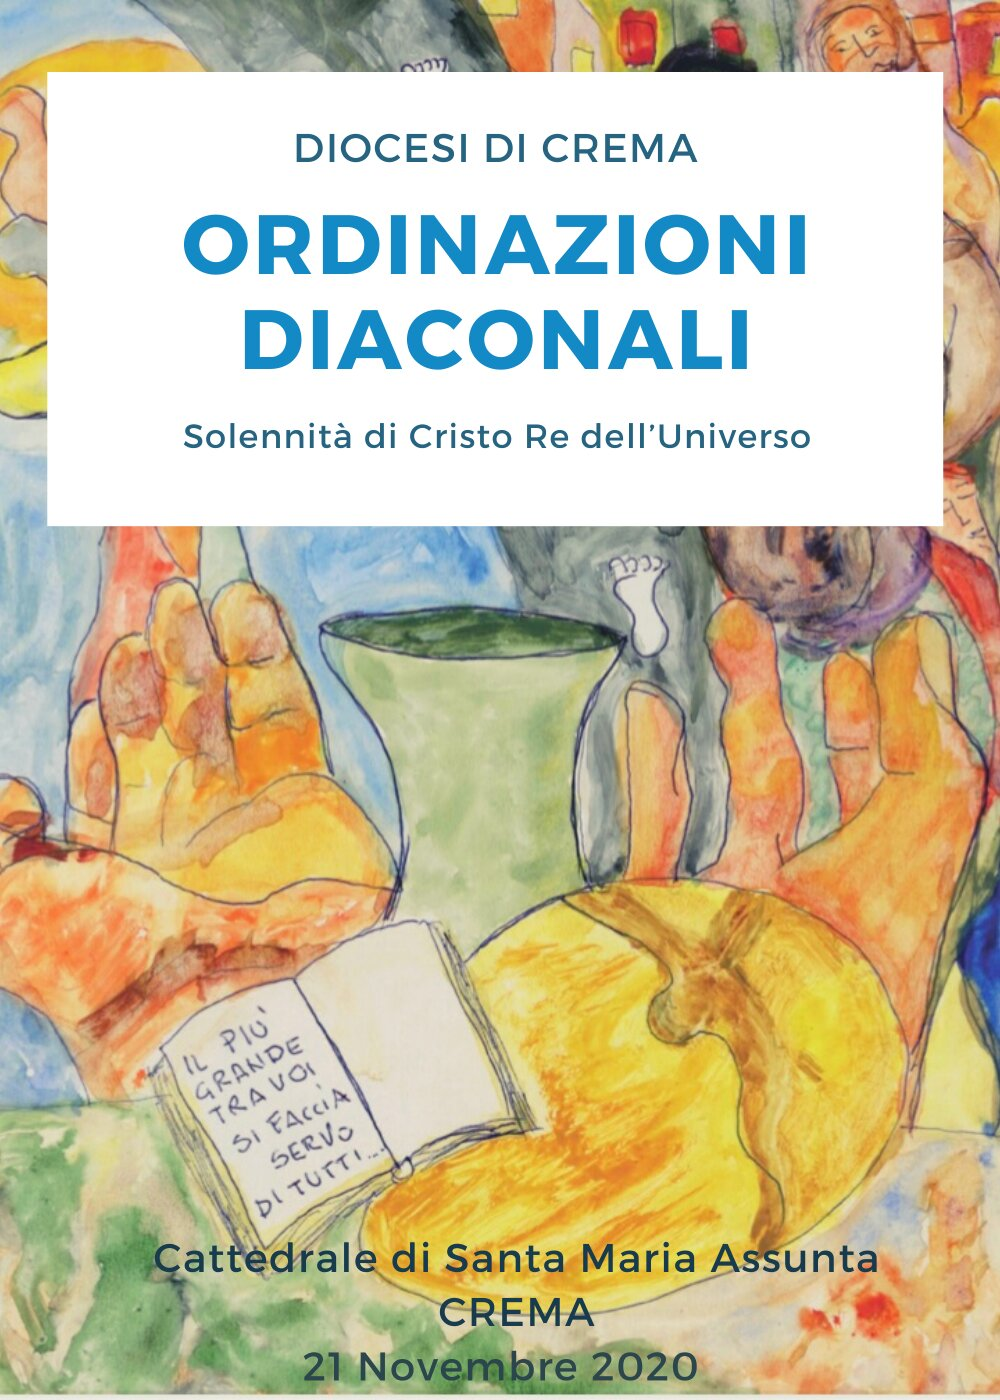 DIOCESI DI CREMA
ORDINAZIONI
DIACONALI
Solennità di Cristo Re dell’Universo
IL PIÙ
GRANDE
TRA VOI
SI FACCIA
SERVO
DI TUTTI...
Cattedrale di Santa Maria Assunta
CREMA
21 Novembre 2020